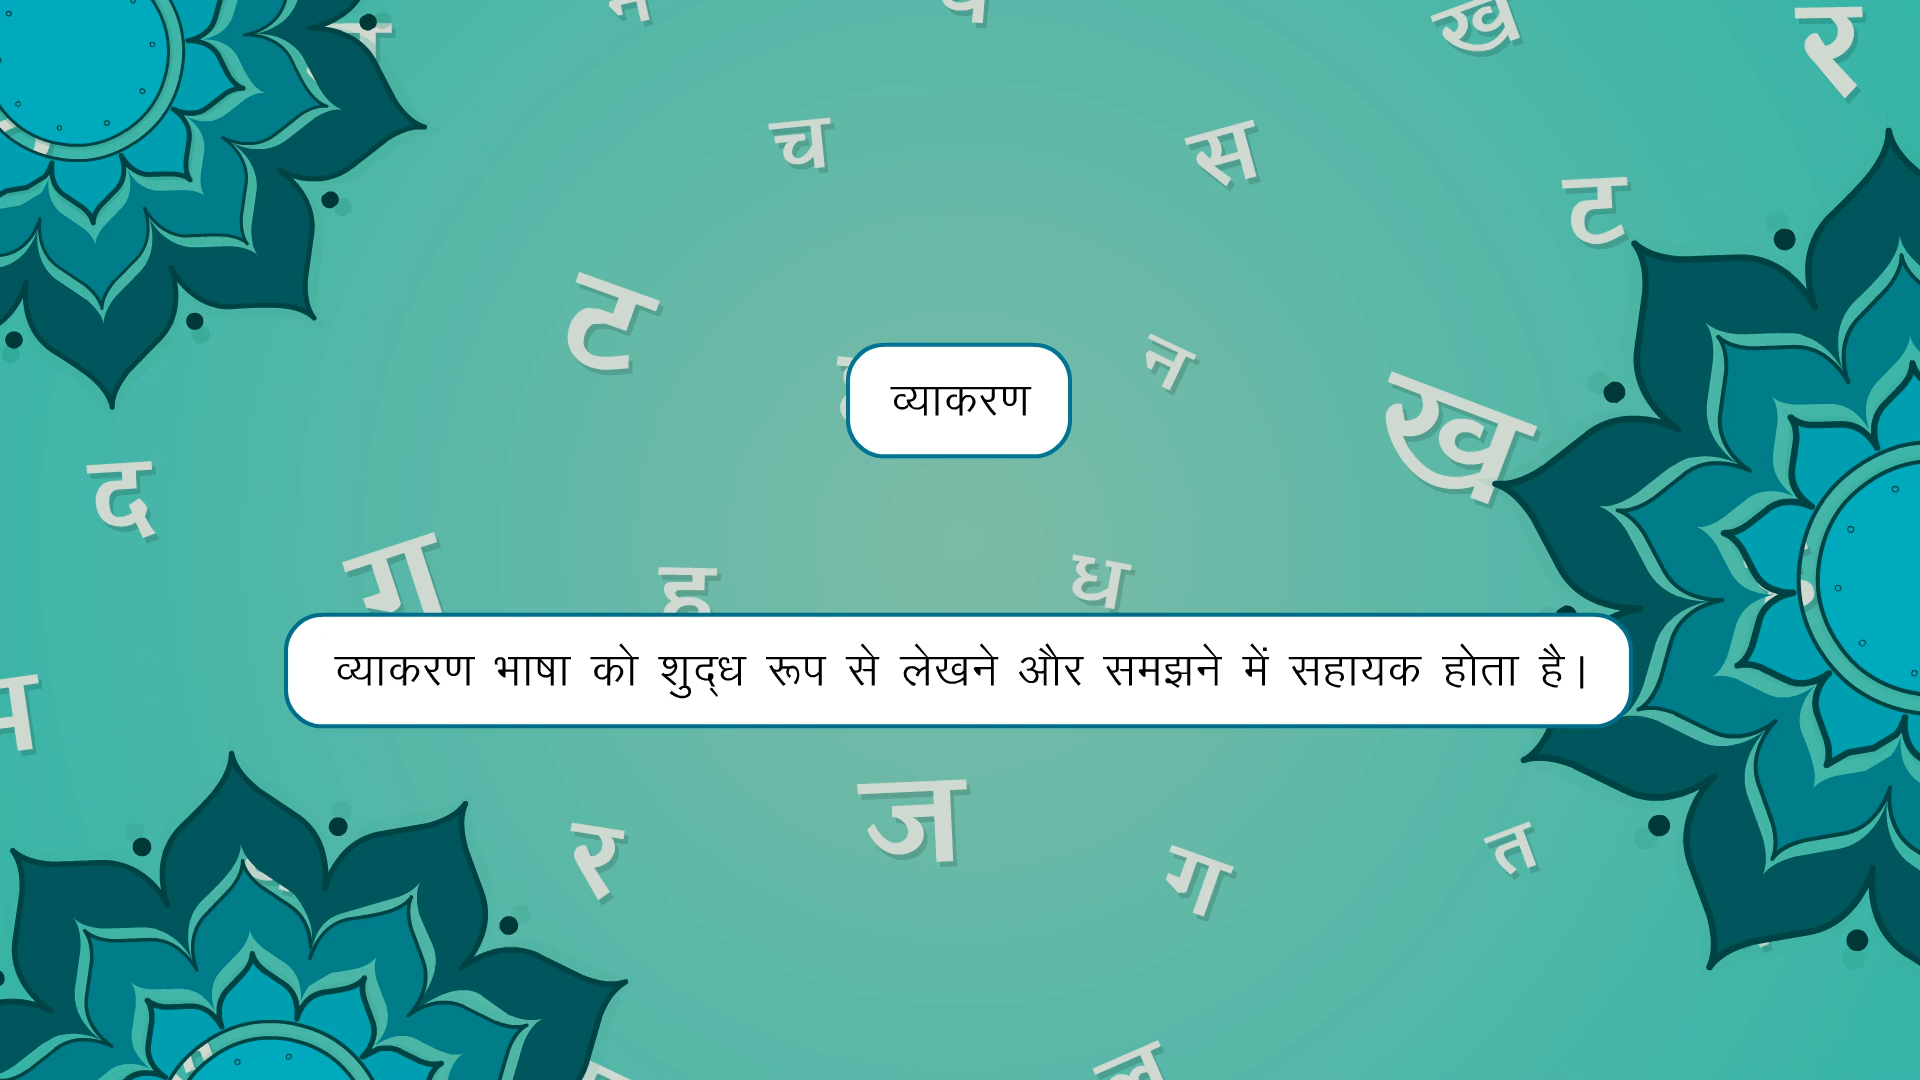 व्याकरण
व्याकरण भाषा को शुद्ध रूप से लेखने और समझने में सहायक होता है।
च
स
ख
र
ट
ट
न
ख
द
ग
ह
ध
ज
र
ग
त